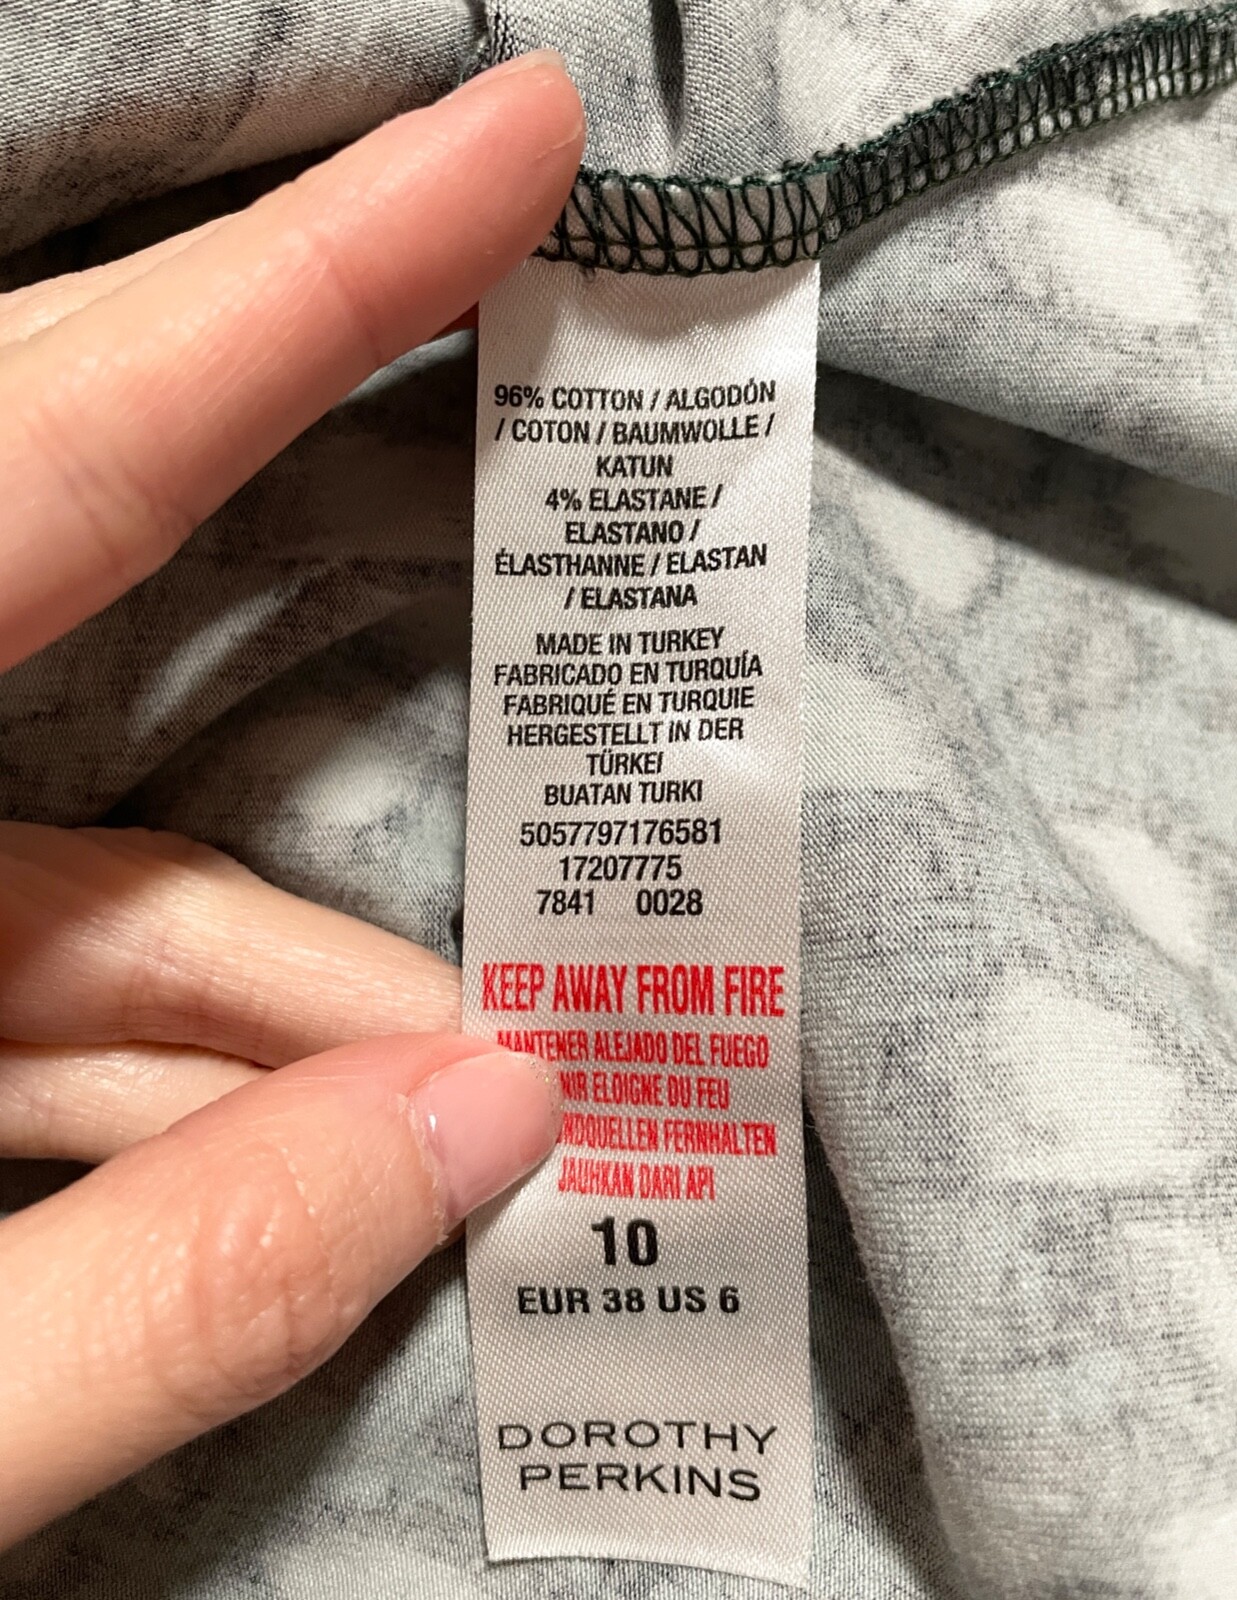 96% COTTON / ALGODÓN
/ COTON / BAUMWOLLE /
KATUN
4% ELASTANE /
ELASTANO /
ÉLASTHANNE / ELASTAN
/ ELASTANA
MADE IN TURKEY
FABRICADO EN TURQUÍA
FABRIQUÉ EN TURQUIE
HERGESTELLT IN DER
TÜRKEI
BUATAN TURKI
5057797176581
17207775
7841 0028
KEEP AWAY FROM FIRE
MANTENER ALEJADO DEL FUEGO
ELOIGNE DU FEU
FERNHALTEN
JAUHKAN DARI API
10
EUR 38 US 6
DOROTHY
PERKINS